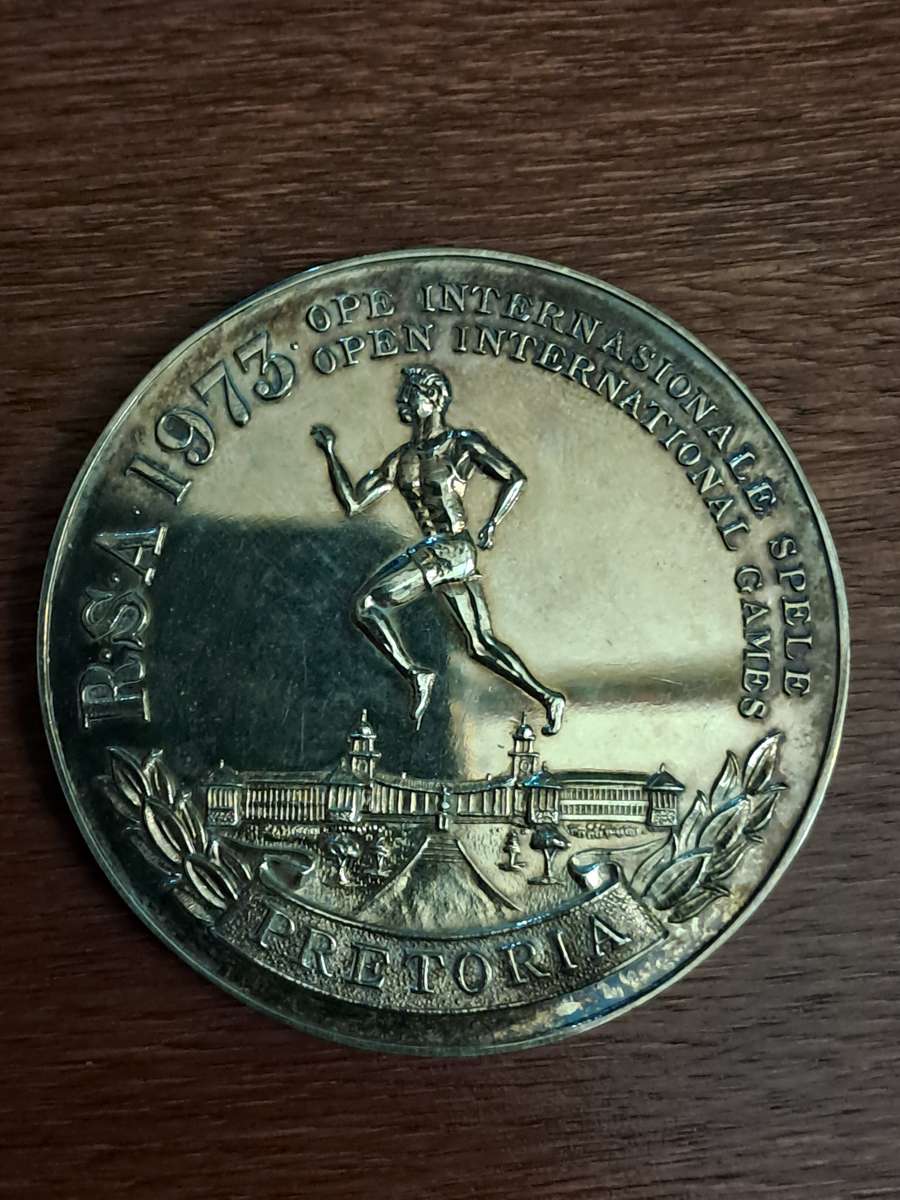 R.S.A. 1973.
OPE INTERNASIONALE SPELE
OPEN INTERNATIONAL GAMES
PRETORIA